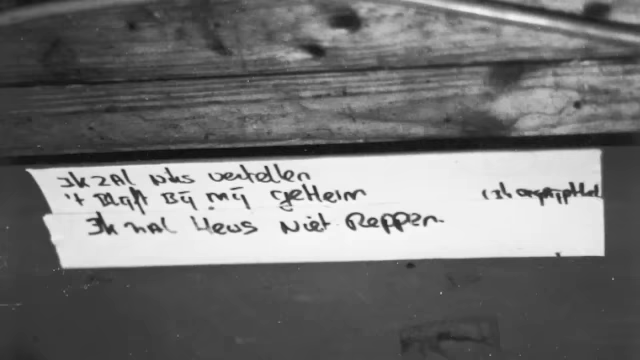 Ik zAl niks vertellen
't Blijft Bij mij geHeim
Ik zAl Heus Niet Reppen.